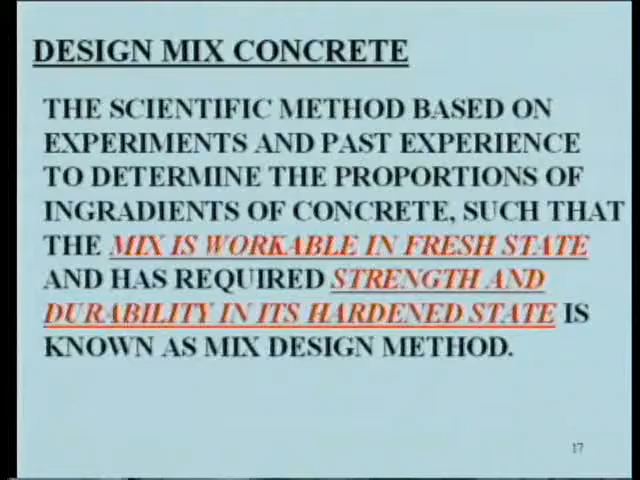 DESIGN MIX CONCRETE
THE SCIENTIFIC METHOD BASED ON
EXPERIMENTS AND PAST EXPERIENCE
TO DETERMINE THE PROPORTIONS OF
INGRADIENTS OF CONCRETE, SUCH THAT
THE MIX IS WORKABLE IN FRESH STATE
AND HAS REQUIRED STRENGTH AND
DURABILITY IN ITS HARDENED STATE IS
KNOWN AS MIX DESIGN METHOD.
17